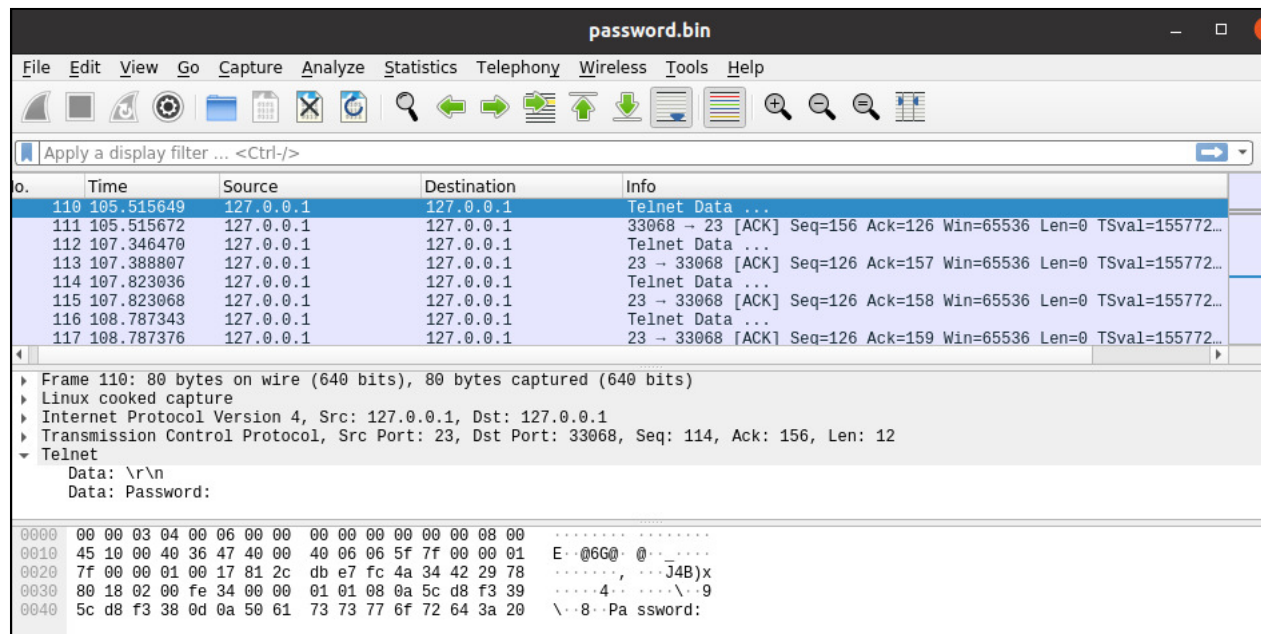 password.bin
File Edit View Go Capture Analyze Statistics Telephony Wireless Tools Help
Apply a display filter ... <Ctrl-/>
lo. Time Source Destination Info
110 105.515649 127.0.0.1 127.0.0.1 Telnet Data ...
111 105.515672 127.0.0.1 127.0.0.1 33068 → 23 [ACK] Seq=156 Ack=126 Win=65536 Len=0 TSval=155772…
112 107.346470 127.0.0.1 127.0.0.1 Telnet Data ...
113 107.388807 127.0.0.1 127.0.0.1 23 → 33068 [ACK] Seq=126 Ack=157 Win=65536 Len=0 TSval=155772…
114 107.823036 127.0.0.1 127.0.0.1 Telnet Data ...
115 107.823068 127.0.0.1 127.0.0.1 23 → 33068 [ACK] Seq=126 Ack=158 Win=65536 Len=0 TSval=155772…
116 108.787343 127.0.0.1 127.0.0.1 Telnet Data ...
117 108.787376 127.0.0.1 127.0.0.1 23 → 33068 [ACK] Seq=126 Ack=159 Win=65536 Len=0 TSval=155772…
Frame 110: 80 bytes on wire (640 bits), 80 bytes captured (640 bits)
Linux cooked capture
Internet Protocol Version 4, Src: 127.0.0.1, Dst: 127.0.0.1
Transmission Control Protocol, Src Port: 23, Dst Port: 33068, Seq: 114, Ack: 156, Len: 12
Telnet
Data: \r\n
Data: Password:
0000 00 00 03 04 00 06 00 00 00 00 00 00 00 00 08 00 ········ ········
0010 45 10 00 40 36 47 40 00 40 06 06 5f 7f 00 00 01 E··@6G@· @··_····
0020 7f 00 00 01 00 17 81 2c db e7 fc 4a 34 42 29 78 ·······, ···J4B)x
0030 80 18 02 00 fe 34 00 00 01 01 08 0a 5c d8 f3 39 ·····4·· ····\··9
0040 5c d8 f3 38 0d 0a 50 61 73 73 77 6f 72 64 3a 20 \··8··Pa ssword: